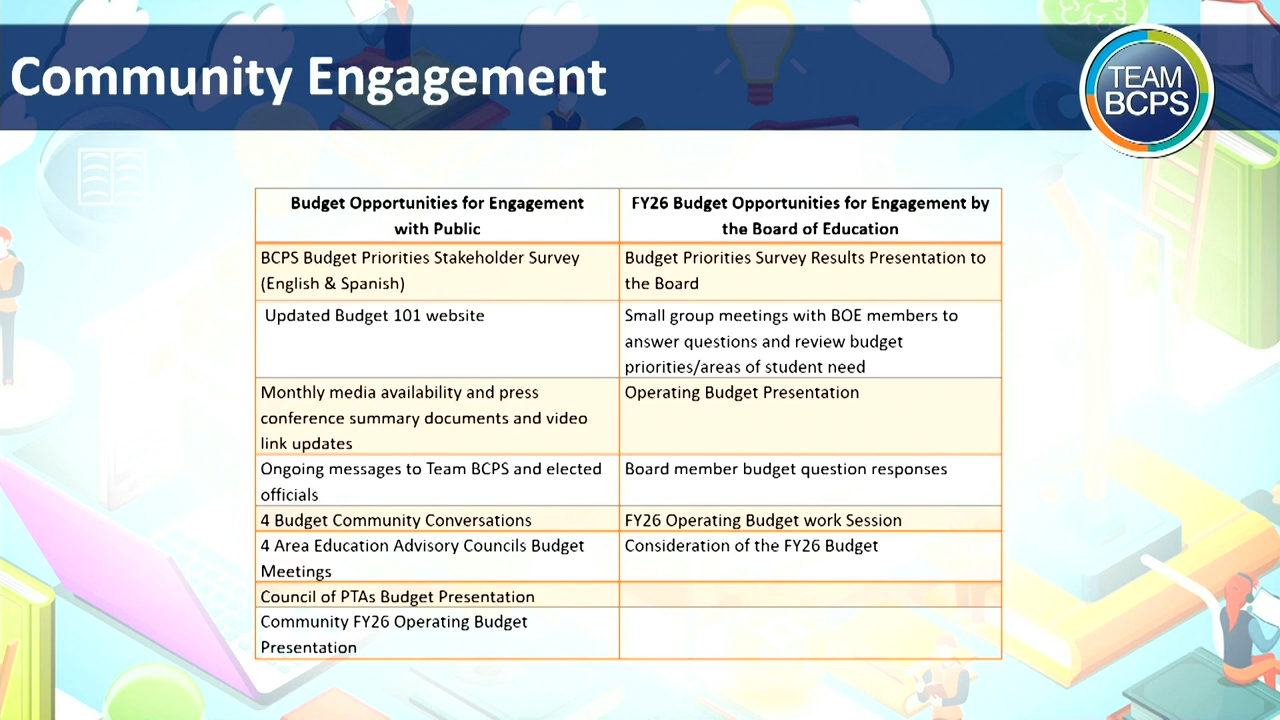 Community Engagement
TEAM
BCPS
Budget Opportunities for Engagement
with Public
FY26 Budget Opportunities for Engagement by
the Board of Education
BCPS Budget Priorities Stakeholder Survey
(English & Spanish)
Budget Priorities Survey Results Presentation to
the Board
Updated Budget 101 website
Small group meetings with BOE members to
answer questions and review budget
priorities/areas of student need
Monthly media availability and press
conference summary documents and video
link updates
Operating Budget Presentation
Ongoing messages to Team BCPS and elected
officials
Board member budget question responses
4 Budget Community Conversations
FY26 Operating Budget work Session
4 Area Education Advisory Councils Budget
Meetings
Consideration of the FY26 Budget
Council of PTAs Budget Presentation
Community FY26 Operating Budget
Presentation